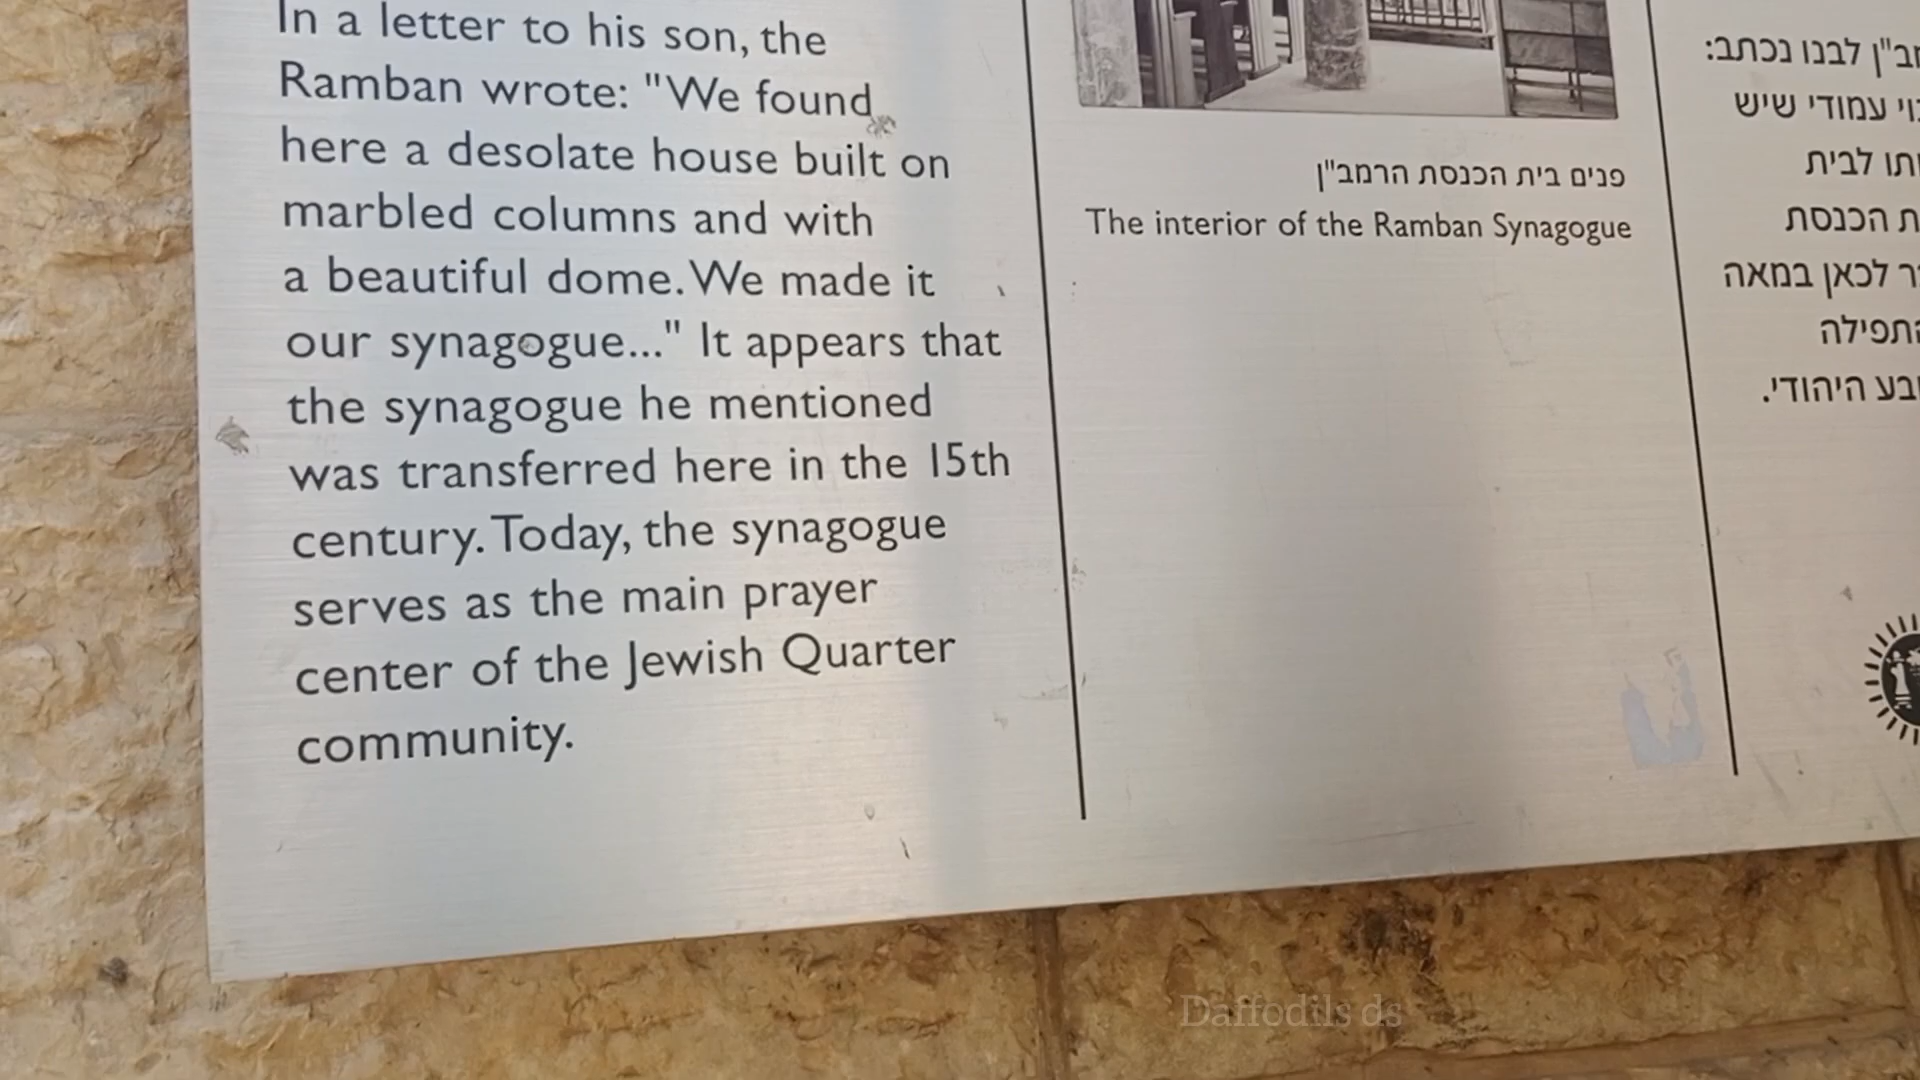 In a letter to his son, the
Ramban wrote: "We found
here a desolate house built on
marbled columns and with
a beautiful dome. We made it
our synagogue..." It appears that
the synagogue he mentioned
was transferred here in the 15th
century. Today, the synagogue
serves as the main prayer
center of the Jewish Quarter
community.
פנים בית הכנסת הרמב"ן
The interior of the Ramban Synagogue
לבנו נכתב:
עמודי שיש
לבית
הכנסת
לכאן במאה
היהודי.
Daffodils ds